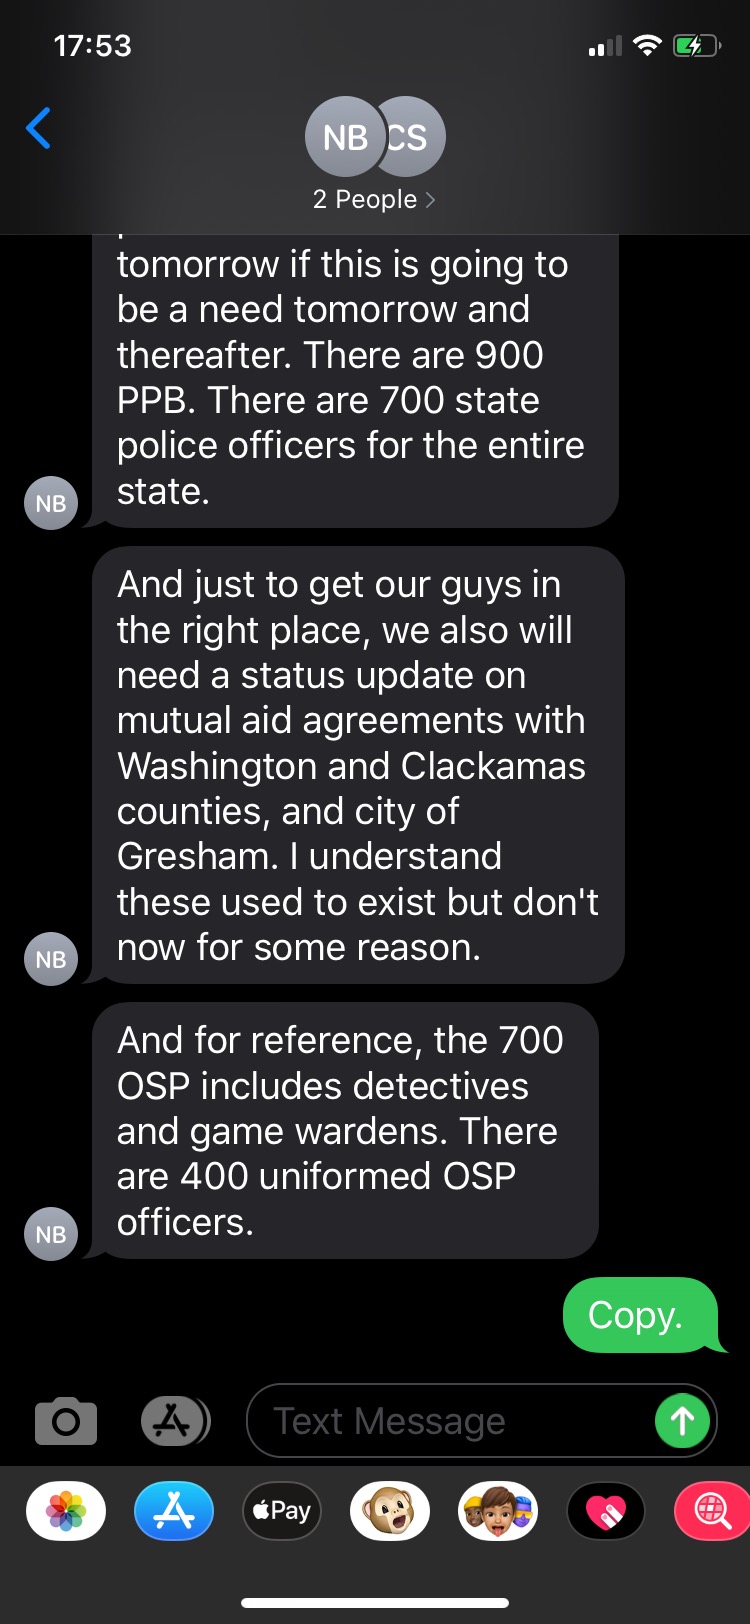 17:53
NB
CS
2 People
tomorrow if this is going to
be a need tomorrow and
thereafter. There are 900
PPB. There are 700 state
police officers for the entire
state.
NB
And just to get our guys in
the right place, we also will
need a status update on
mutual aid agreements with
Washington and Clackamas
counties, and city of
Gresham. I understand
these used to exist but don't
now for some reason.
NB
And for reference, the 700
OSP includes detectives
and game wardens. There
are 400 uniformed OSP
officers.
NB
Copy.
Text Message
Pay